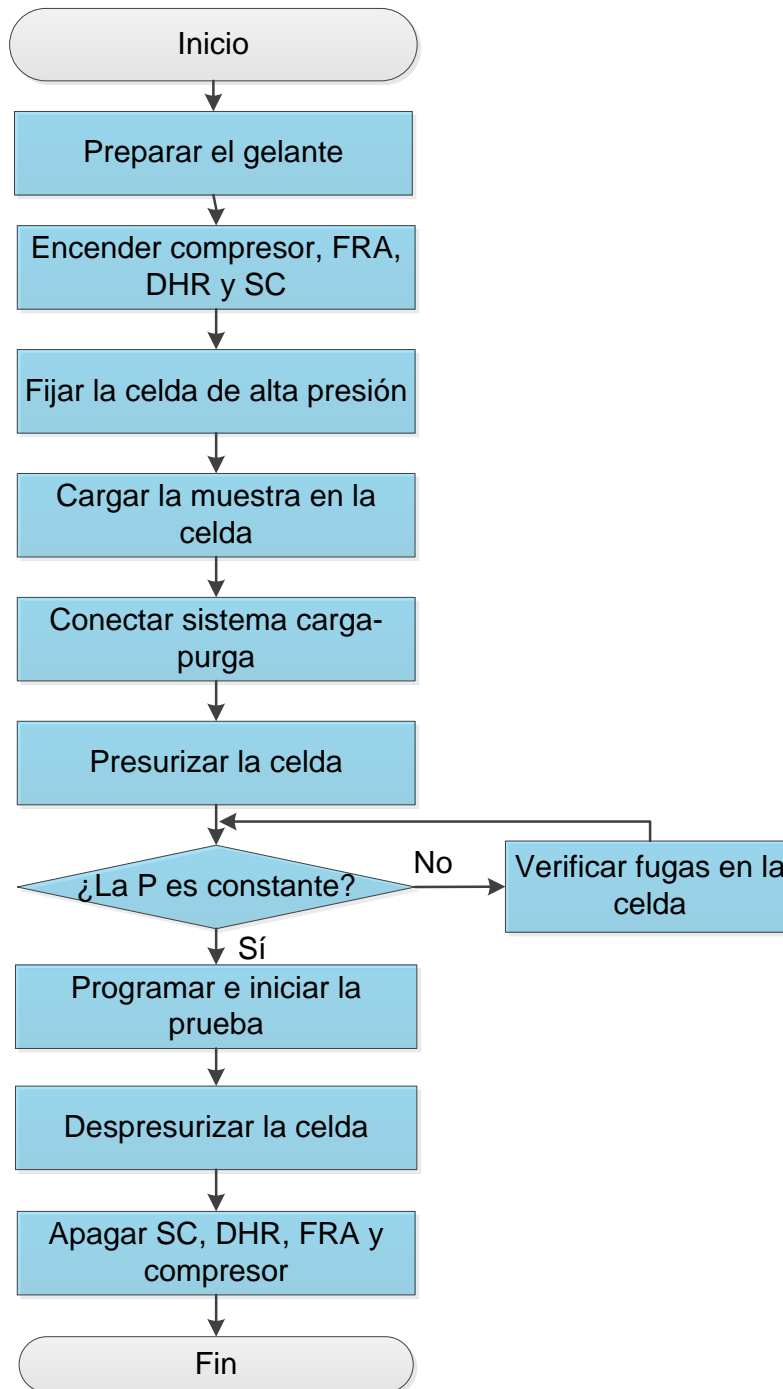 Inicio
Preparar el gelante
Encender compresor, FRA,
DHR y SC
Fijar la celda de alta presión
Cargar la muestra en la
celda
Conectar sistema carga-
purga
Presurizar la celda
¿La P es constante?
No
Verificar fugas en la
celda
Sí
Programar e iniciar la
prueba
Despresurizar la celda
Apagar SC, DHR, FRA y
compresor
Fin